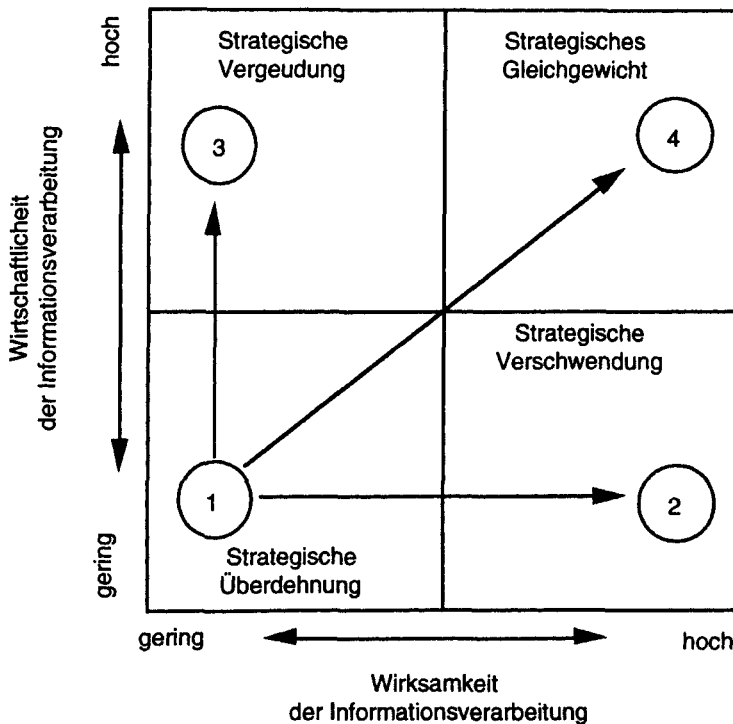 hoch
Wirtschaftlicheit
der Informationsverarbeitung
gering
Strategische
Vergeudung
3
Strategisches
Gleichgewicht
4
1
Strategische
Überdehnung
Strategische
Verschwendung
2
gering
hoch
Wirksamkeit
der Informationsverarbeitung